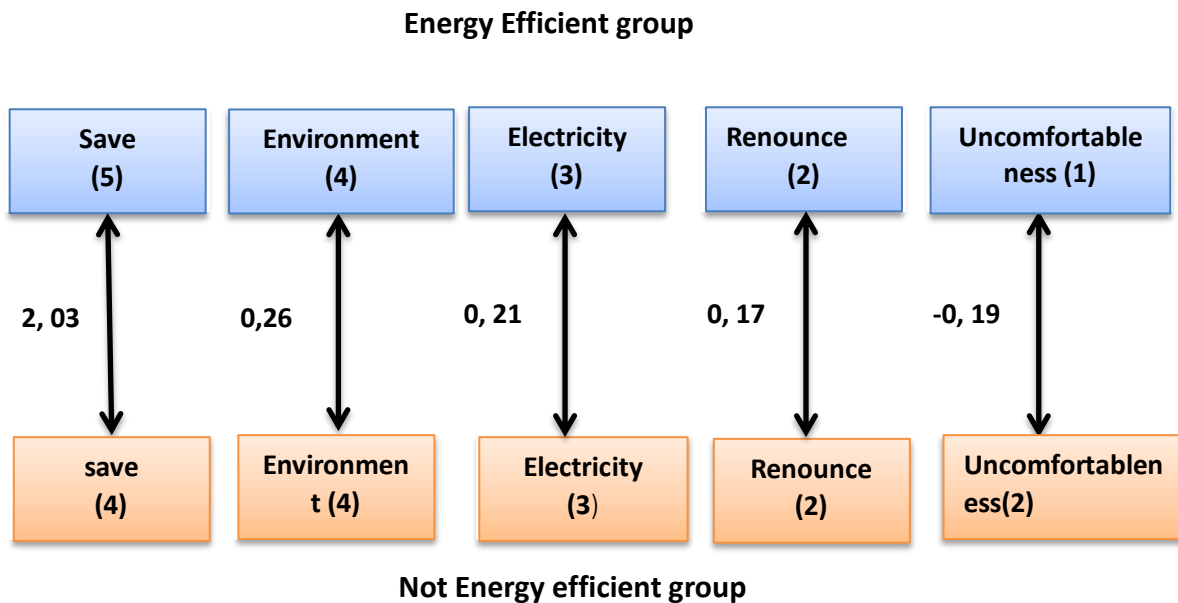 Energy Efficient group
Save
(5)
Environment
(4)
Electricity
(3)
Renounce
(2)
Uncomfortable
ness (1)
2, 03
0,26
0, 21
0, 17
-0, 19
save
(4)
Environmen
t (4)
Electricity
(3)
Renounce
(2)
Uncomfortablen
ess(2)
Not Energy efficient group